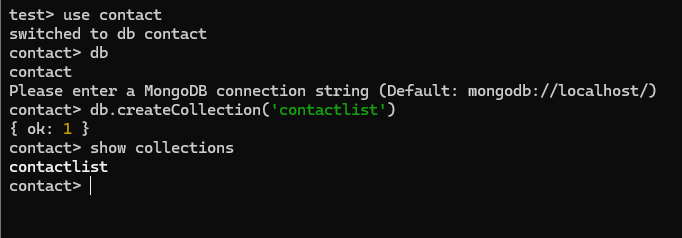 test> use contact
switched to db contact
contact> db
contact
Please enter a MongoDB connection string (Default: mongodb://localhost/)
contact> db.createCollection('contactlist')
{ ok: 1 }
contact> show collections
contactlist
contact>